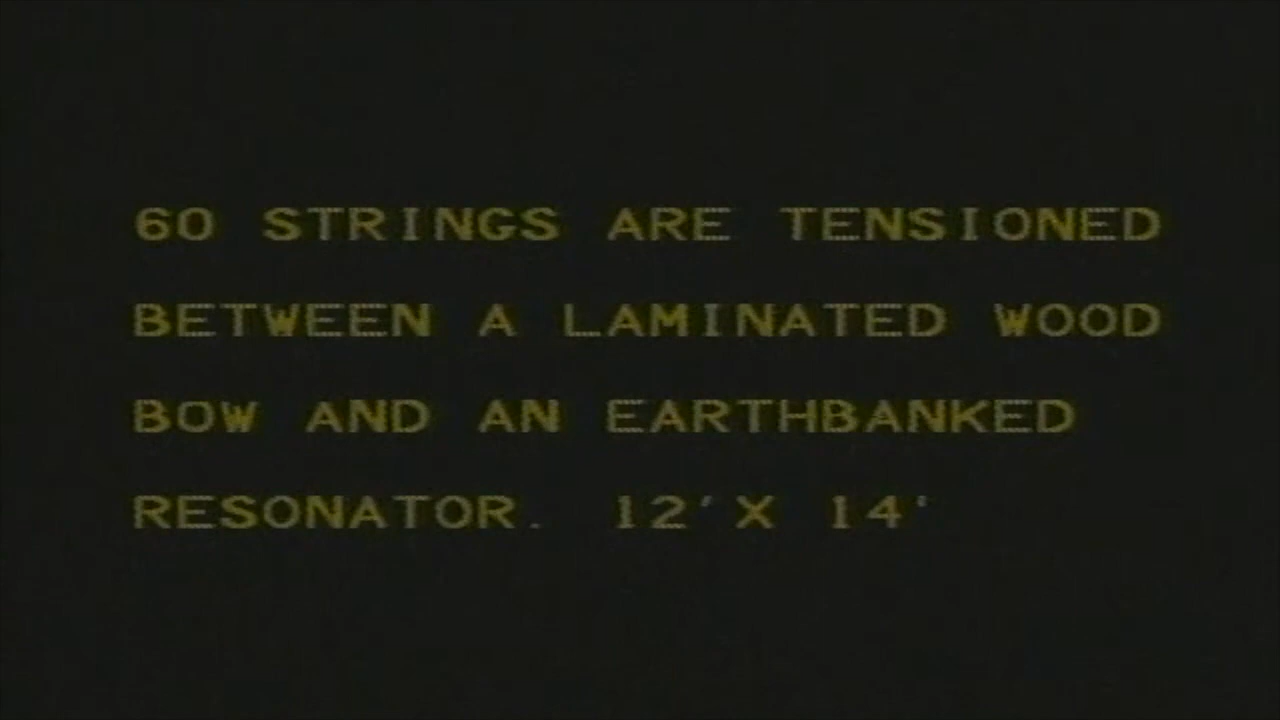 60 STRINGS ARE TENSIONED
BETWEEN A LAMINATED WOOD
BOW AND AN EARTHBANKED
RESONATOR. 12'X 14'